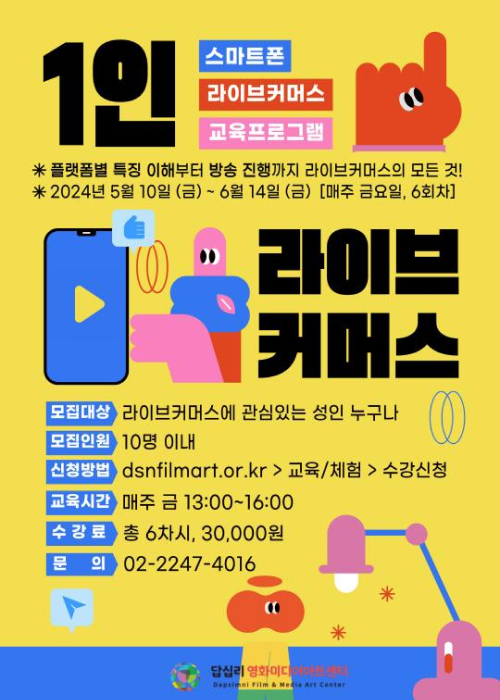 1인
스마트폰
라이브커머스
교육프로그램
✳ 플랫폼별 특징 이해부터 방송 진행까지 라이브커머스의 모든 것!
✳ 2024년 5월 10일 (금) ~ 6월 14일 (금) [매주 금요일, 6회차]
라이브
커머스
모집대상 라이브커머스에 관심있는 성인 누구나
모집인원 10명 이내
신청방법 dsnfilmart.or.kr > 교육/체험 > 수강신청
교육시간 매주 금 13:00~16:00
수 강 료 총 6차시, 30,000원
문 의 02-2247-4016
답십리 영화미디어아트센터
Dapsimni Film & Media Art Center